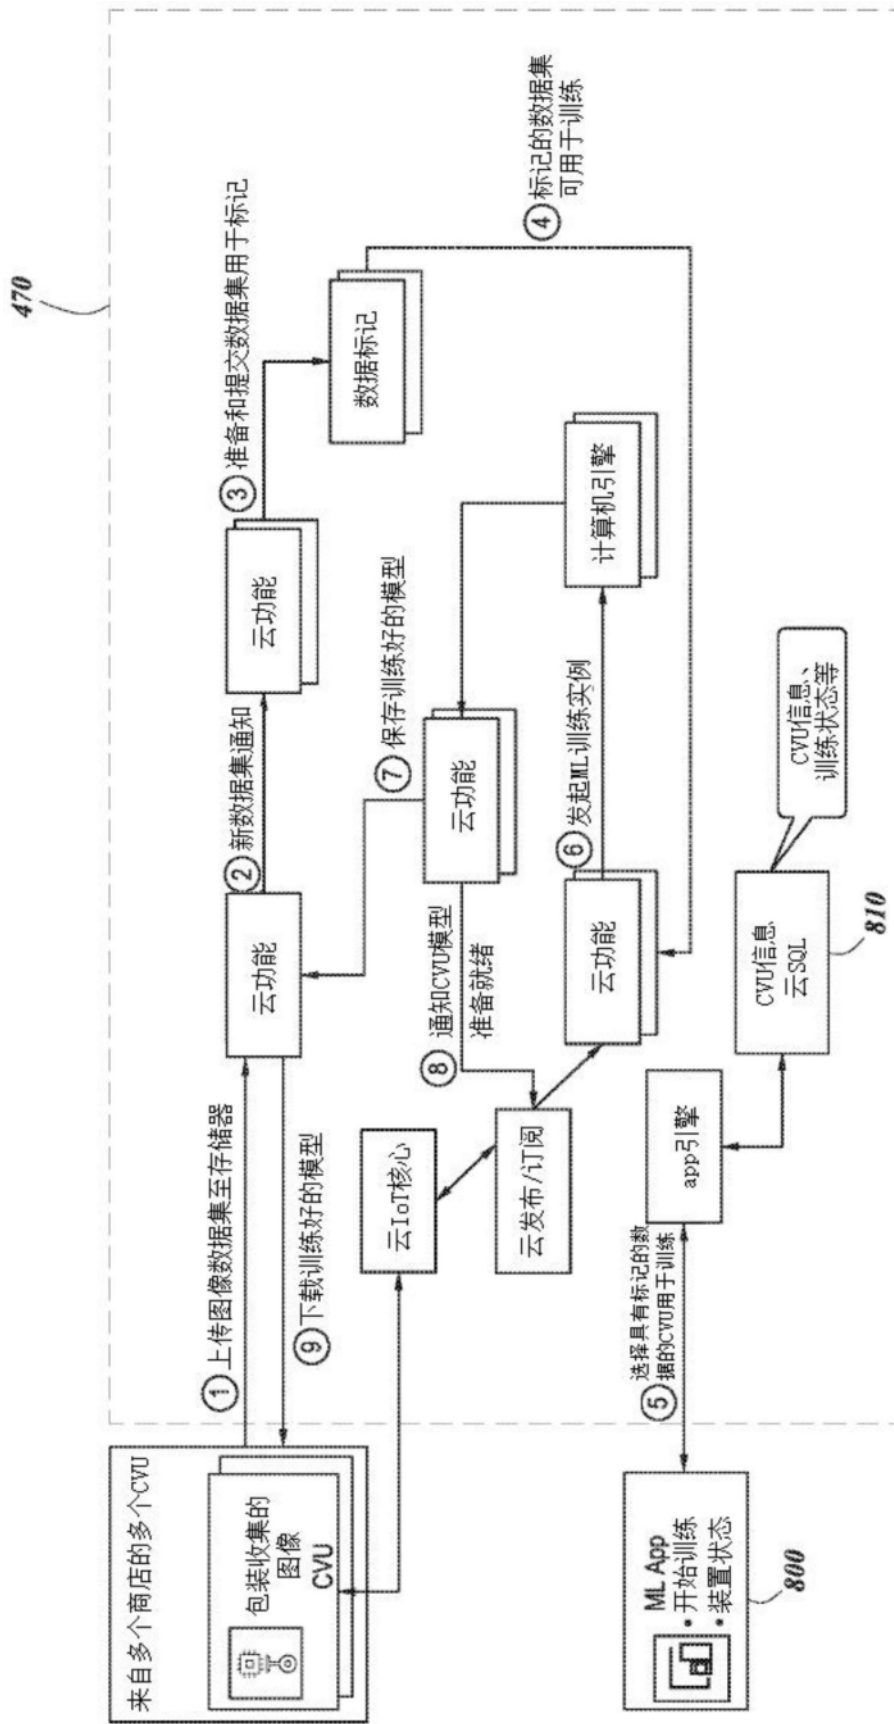 470
来自多个商店的多个CVU
包装收集的
图像
CVU
① 上传图像数据集至存储器
云功能
② 新数据集通知
云功能
③ 准备和提交数据集用于标记
数据标记
④ 标记的数据集
可用于训练
⑨ 下载训练好的模型
⑦ 保存训练好的模型
云IoT核心
⑧ 通知CVU模型
准备就绪
云功能
计算机引擎
云发布/订阅
云功能
⑥ 发起ML训练实例
ML App
• 开始训练
• 装置状态
800
选择具有标记的数
⑤ 据的CVU用于训练
app引擎
CVU信息
云SQL
810
CVU信息、
训练状态等